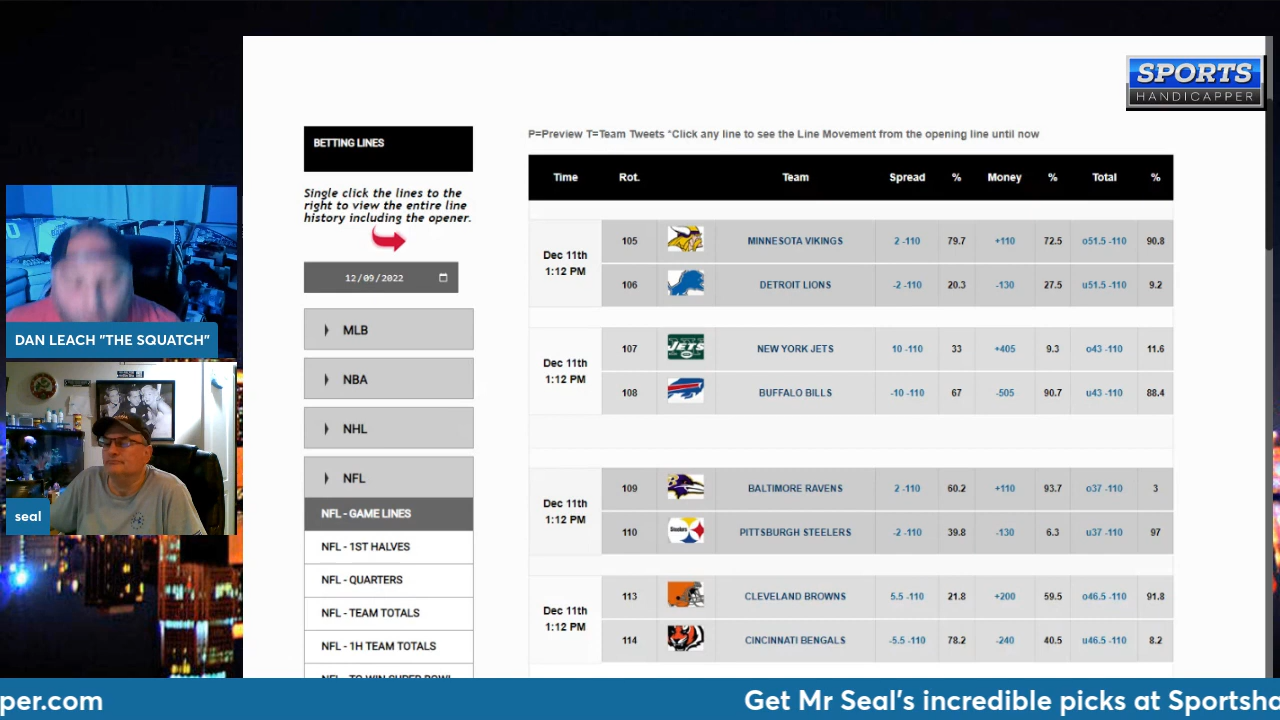 SPORTS
HANDICAPPER
P=Preview T=Team Tweets *Click any line to see the Line Movement from the opening line until now
BETTING LINES
Single click the lines to the
right to view the entire line
history including the opener.
12/09/2022
MLB
NBA
NHL
NFL
NFL - GAME LINES
NFL - 1ST HALVES
NFL - QUARTERS
NFL - TEAM TOTALS
NFL - 1H TEAM TOTALS
NFL - TO WIN SUPER BOWL
Time Rot. Team Spread % Money % Total %
Dec 11th
1:12 PM
105 MINNESOTA VIKINGS 2 -110 79.7 +110 72.5 o51.5 -110 90.8
106 DETROIT LIONS -2 -110 20.3 -130 27.5 u51.5 -110 9.2
Dec 11th
1:12 PM
107 JETS NEW YORK JETS 10 -110 33 +405 9.3 o43 -110 11.6
108 BUFFALO BILLS -10 -110 67 -505 90.7 u43 -110 88.4
Dec 11th
1:12 PM
109 BALTIMORE RAVENS 2 -110 60.2 +110 93.7 o37 -110 3
110 Steelers PITTSBURGH STEELERS -2 -110 39.8 -130 6.3 u37 -110 97
Dec 11th
1:12 PM
113 CLEVELAND BROWNS 5.5 -110 21.8 +200 59.5 o46.5 -110 91.8
114 CINCINNATI BENGALS -5.5 -110 78.2 -240 40.5 u46.5 -110 8.2
DAN LEACH "THE SQUATCH"
seal
per.com
Get Mr Seal's incredible picks at Sportsha